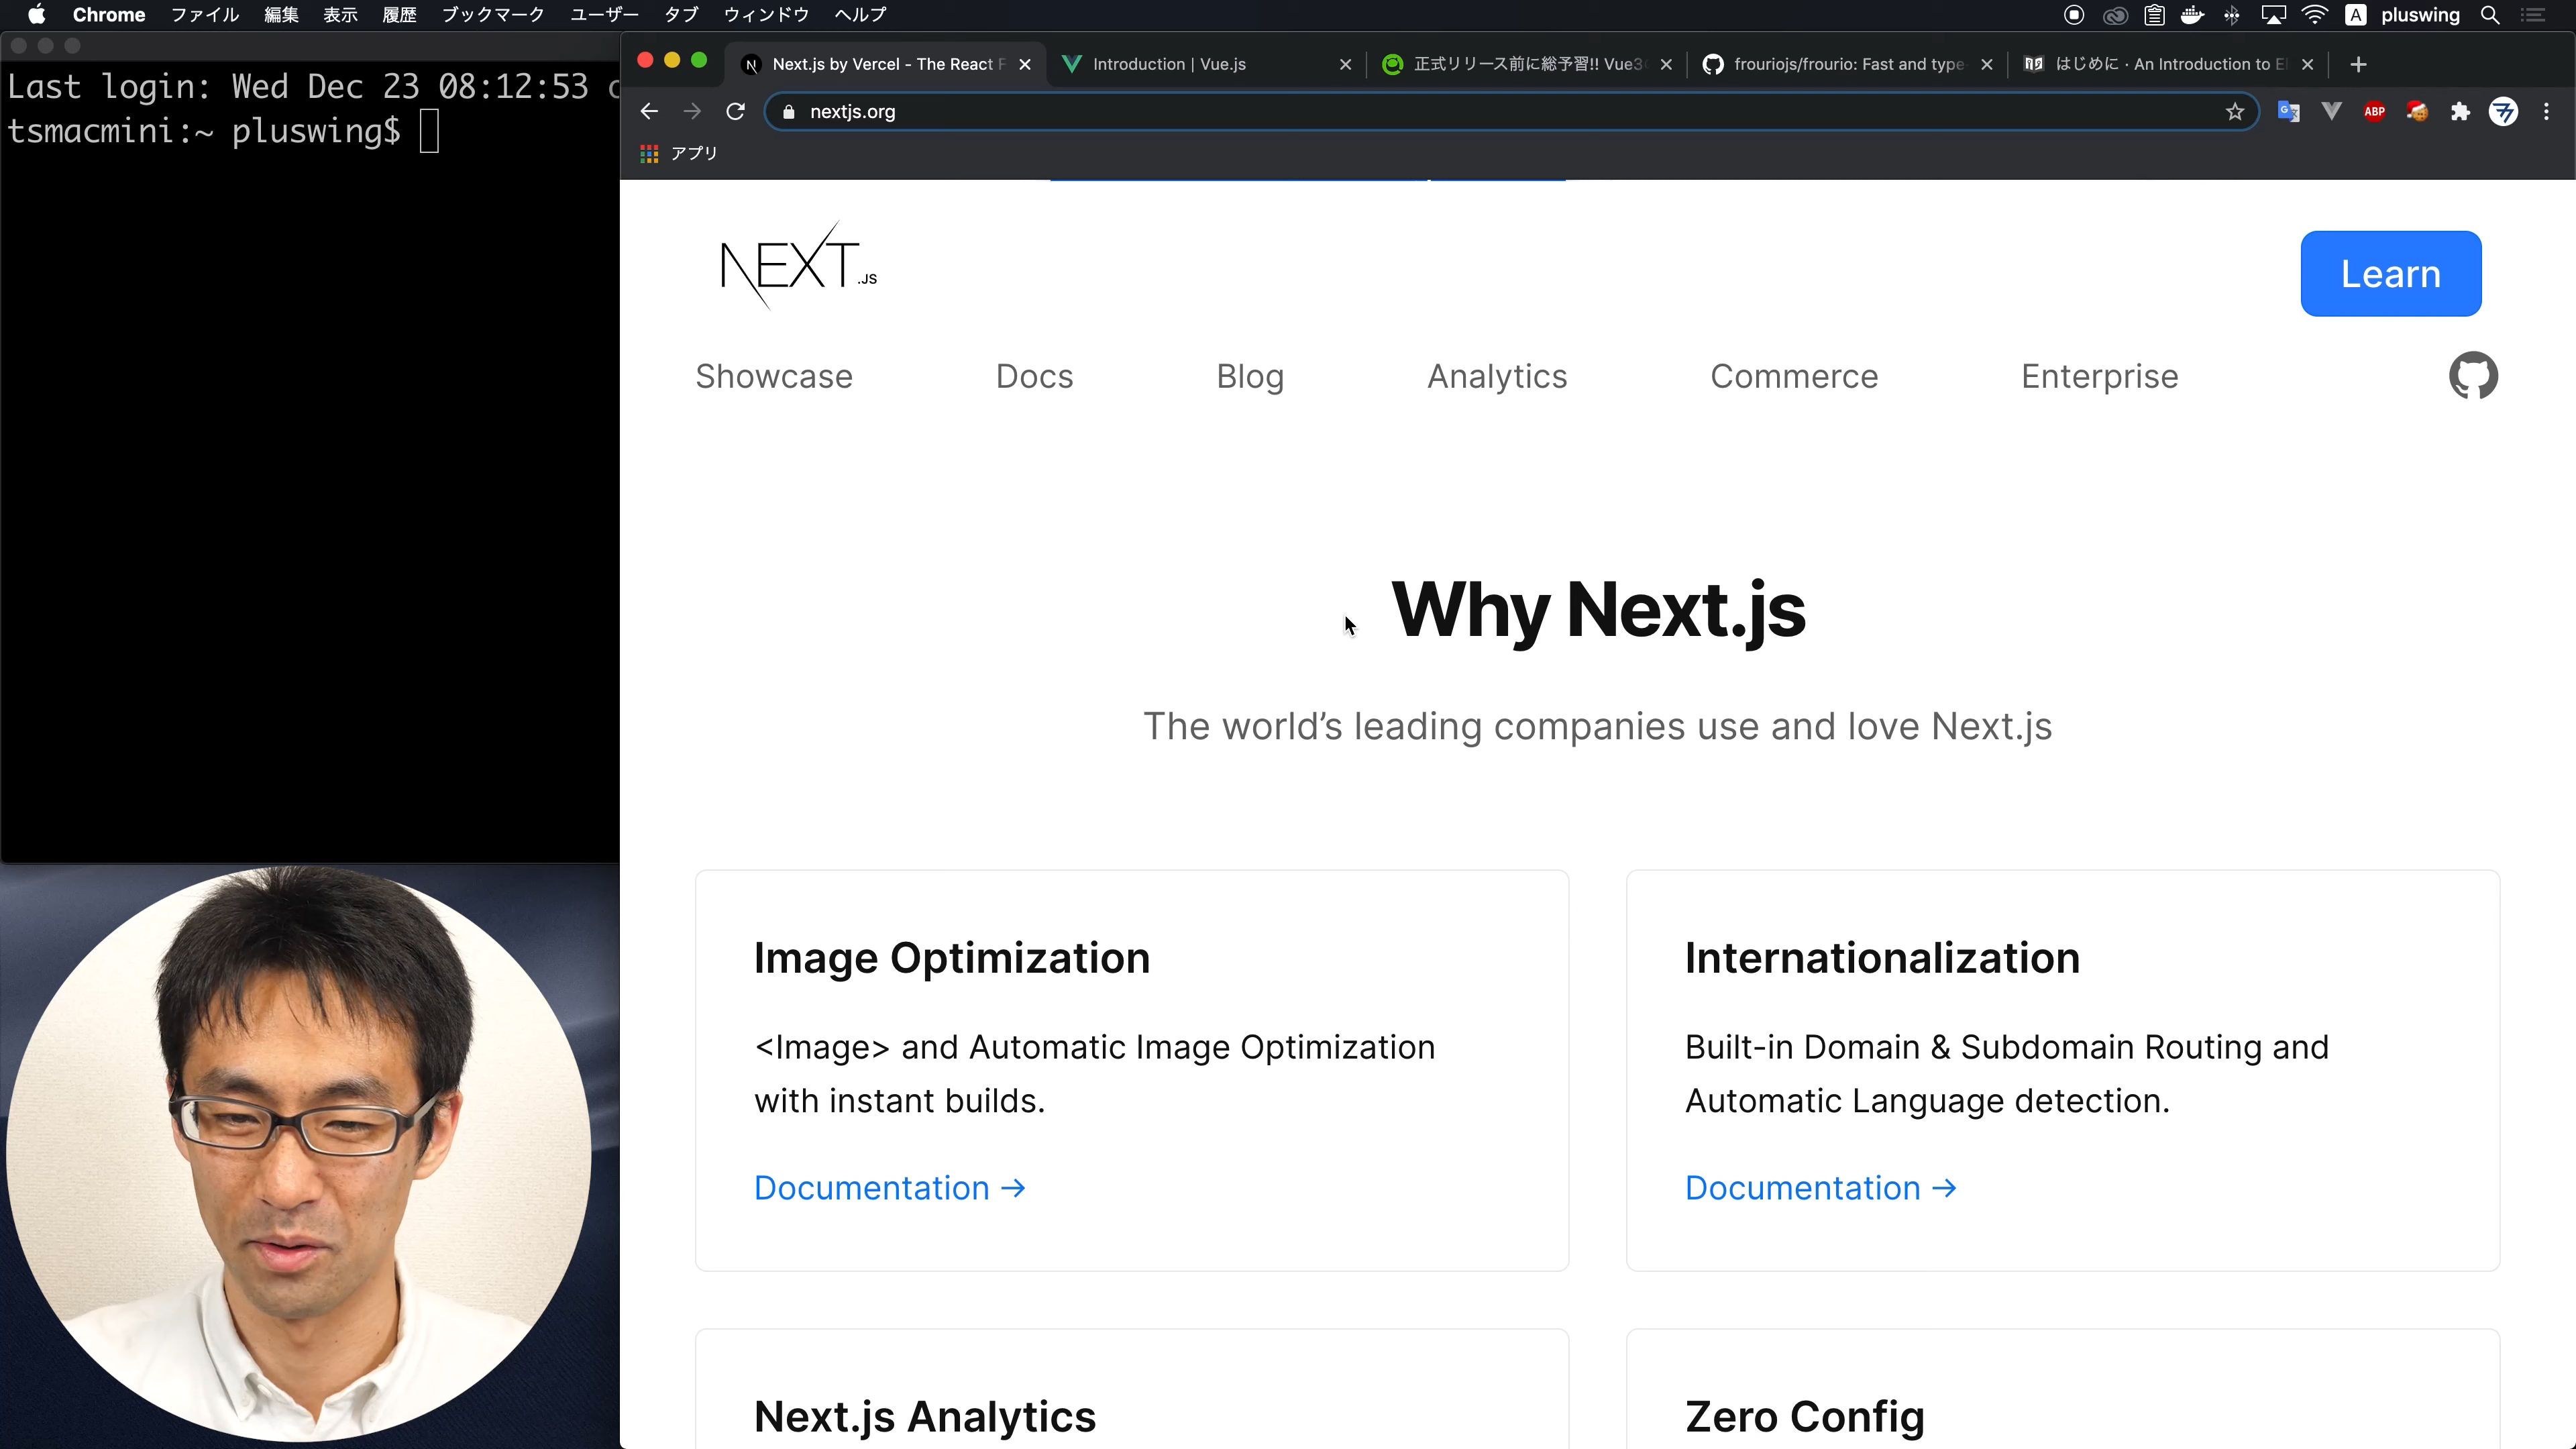 Chrome ファイル 編集 表示 履歴 ブックマーク ユーザー タブ ウィンドウ ヘルプ A pluswing
Last login: Wed Dec 23 08:12:53
tsmacmini:~ pluswing$
Next.js by Vercel - The React
Introduction | Vue.js
正式リリース前に総予習!! Vue3
frouriojs/frourio: Fast and type-
はじめに · An Introduction to
nextjs.org
ABP
アプリ
NEXT.JS
Learn
Showcase Docs Blog Analytics Commerce Enterprise
Why Next.js
The world’s leading companies use and love Next.js
Image Optimization
<Image> and Automatic Image Optimization
with instant builds.
Documentation →
Internationalization
Built-in Domain & Subdomain Routing and
Automatic Language detection.
Documentation →
Next.js Analytics
Zero Config